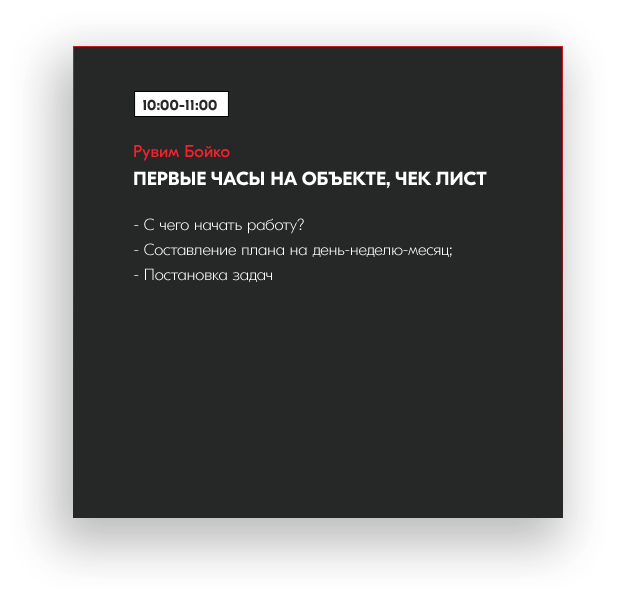 10:00-11:00
Рувим Бойко
ПЕРВЫЕ ЧАСЫ НА ОБЪЕКТЕ, ЧЕК ЛИСТ
- С чего начать работу?
- Составление плана на день-неделю-месяц;
- Постановка задач